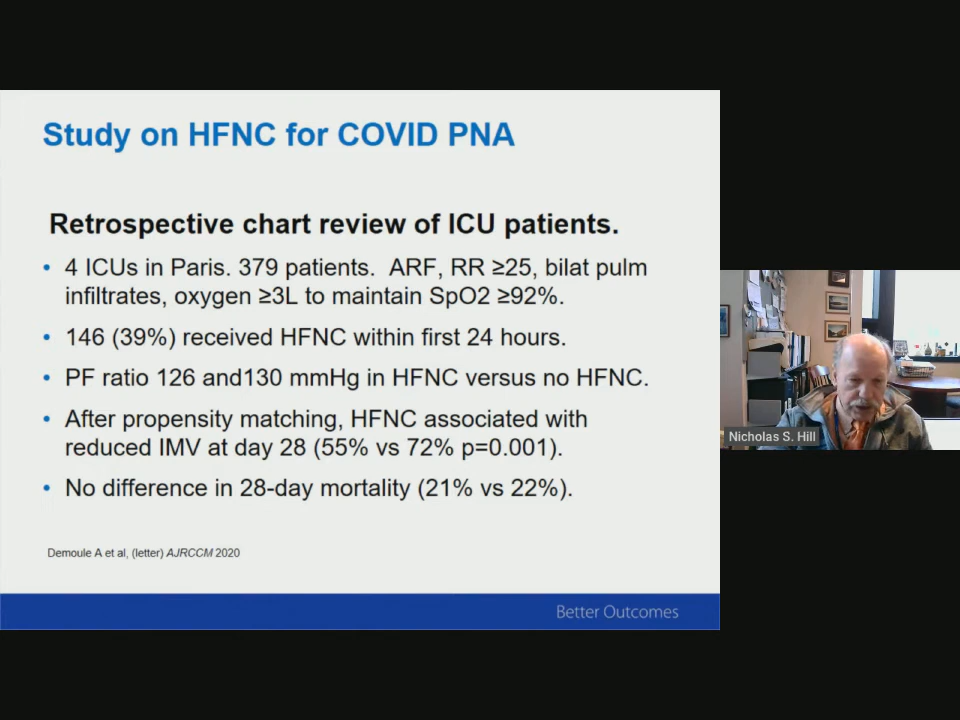 Study on HFNC for COVID PNA
Retrospective chart review of ICU patients.
• 4 ICUs in Paris. 379 patients.  ARF, RR ≥25, bilat pulm
infiltrates, oxygen ≥3L to maintain SpO2 ≥92%.
• 146 (39%) received HFNC within first 24 hours.
• PF ratio 126 and130 mmHg in HFNC versus no HFNC.
• After propensity matching, HFNC associated with
reduced IMV at day 28 (55% vs 72% p=0.001).
• No difference in 28-day mortality (21% vs 22%).
Demoule A et al, (letter) AJRCCM 2020
Better Outcomes
Nicholas S. Hill